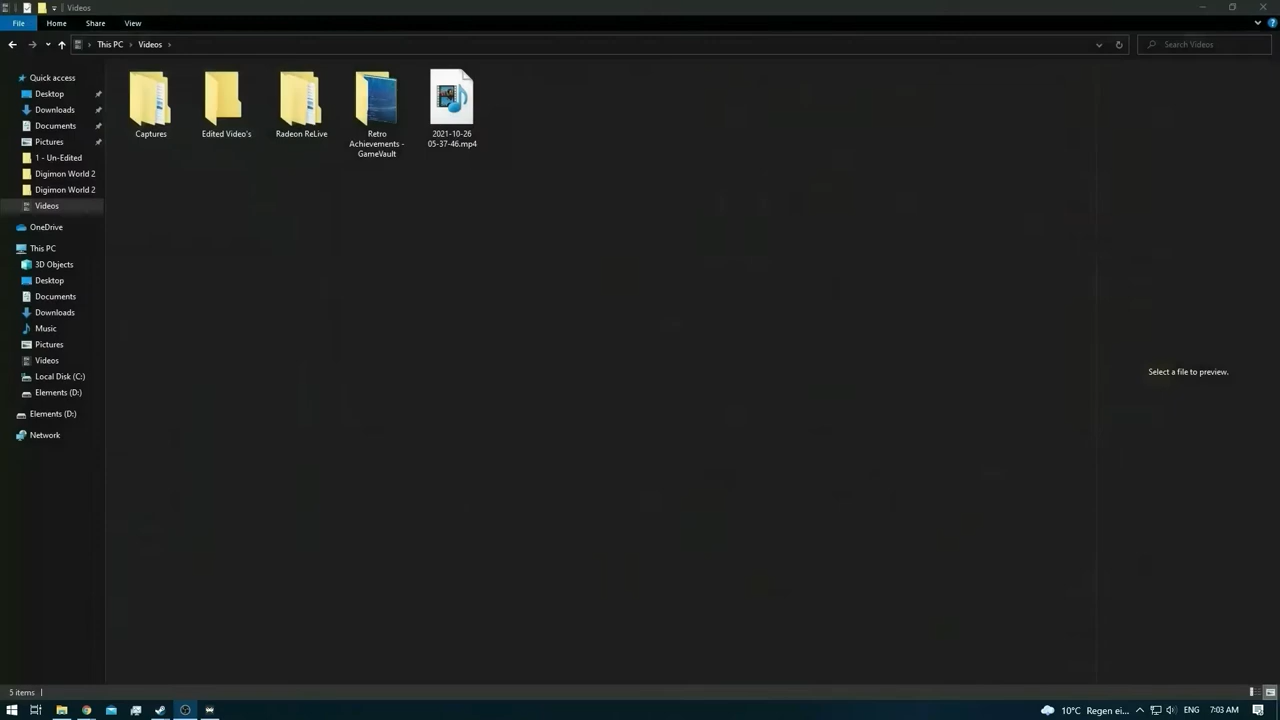 Videos
File Home Share View
This PC Videos
Search Videos
Quick access
Desktop
Downloads
Documents
Pictures
1 - Un-Edited
Digimon World 2
Digimon World 2
Videos
OneDrive
This PC
3D Objects
Desktop
Documents
Downloads
Music
Pictures
Videos
Local Disk (C:)
Elements (D:)
Elements (D:)
Network
Captures
Edited Video's
Radeon ReLive
Retro
Achievements -
GameVault
2021-10-26
05-37-46.mp4
Select a file to preview.
5 items
10°C Regen ei... ENG 7:03 AM